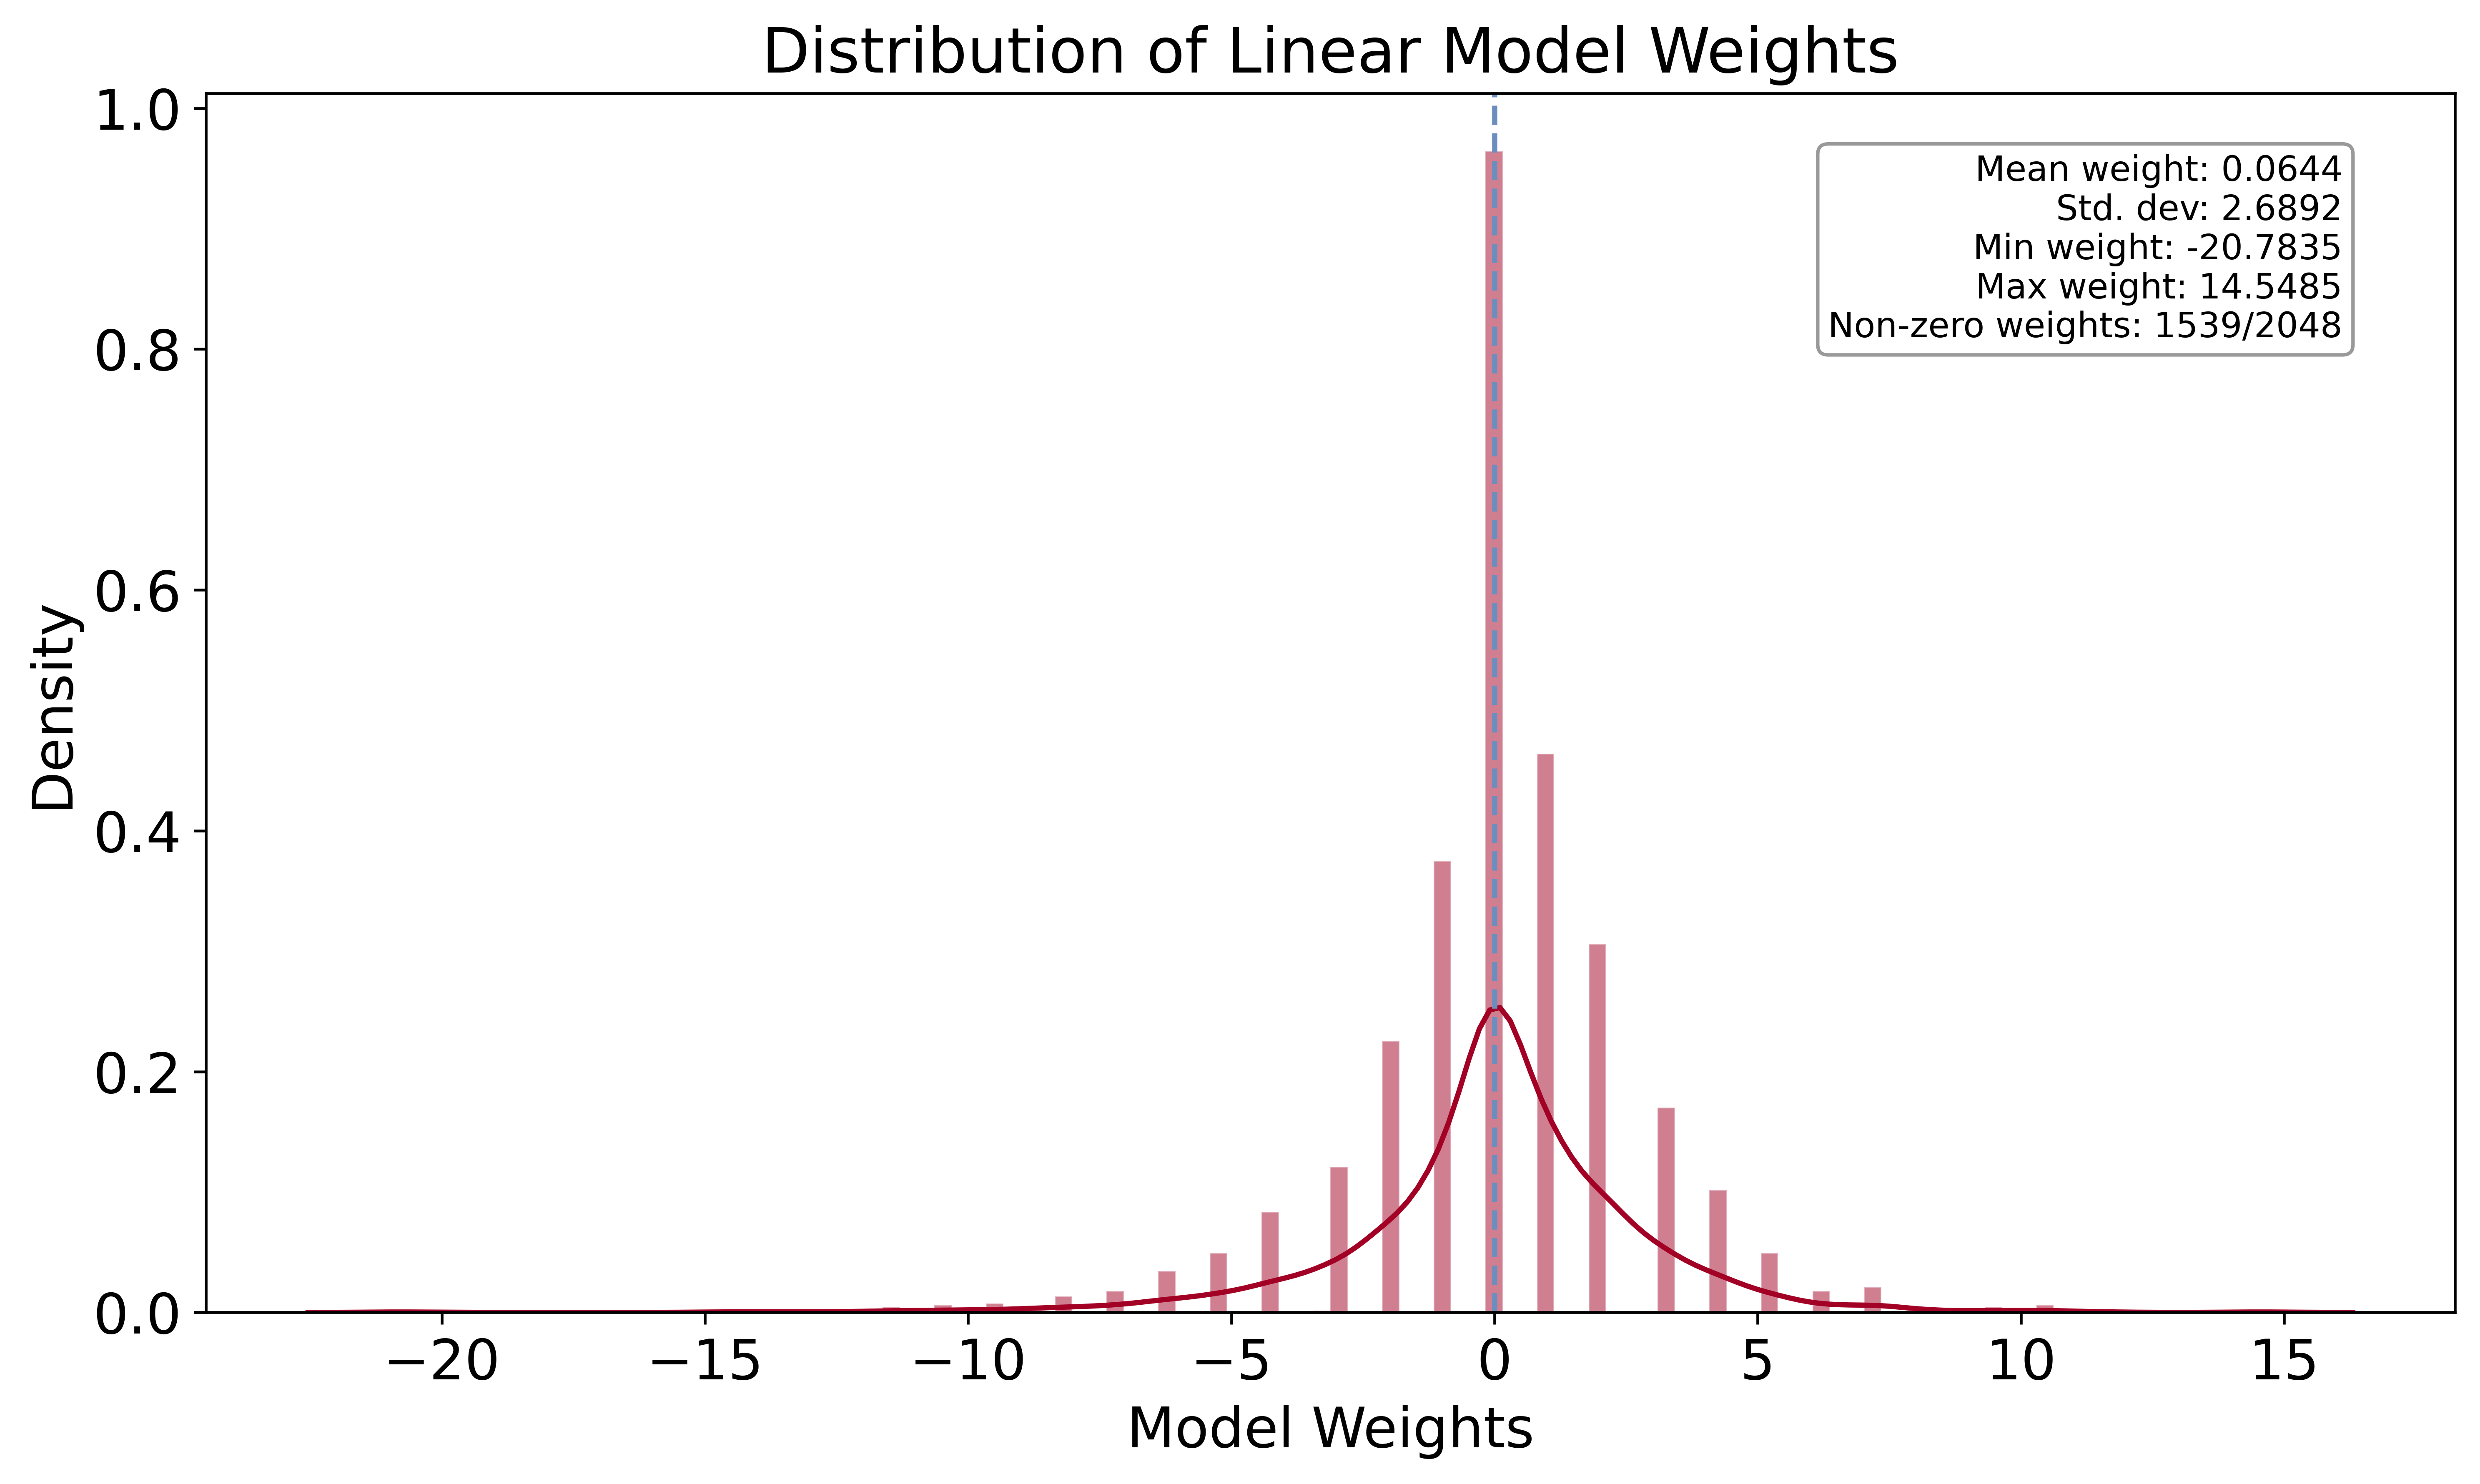 Distribution of Linear Model Weights
1.0
0.8
0.6
0.4
0.2
0.0
Density
Mean weight: 0.0644
Std. dev: 2.6892
Min weight: -20.7835
Max weight: 14.5485
Non-zero weights: 1539/2048
−20 −15 −10 −5 0 5 10 15
Model Weights